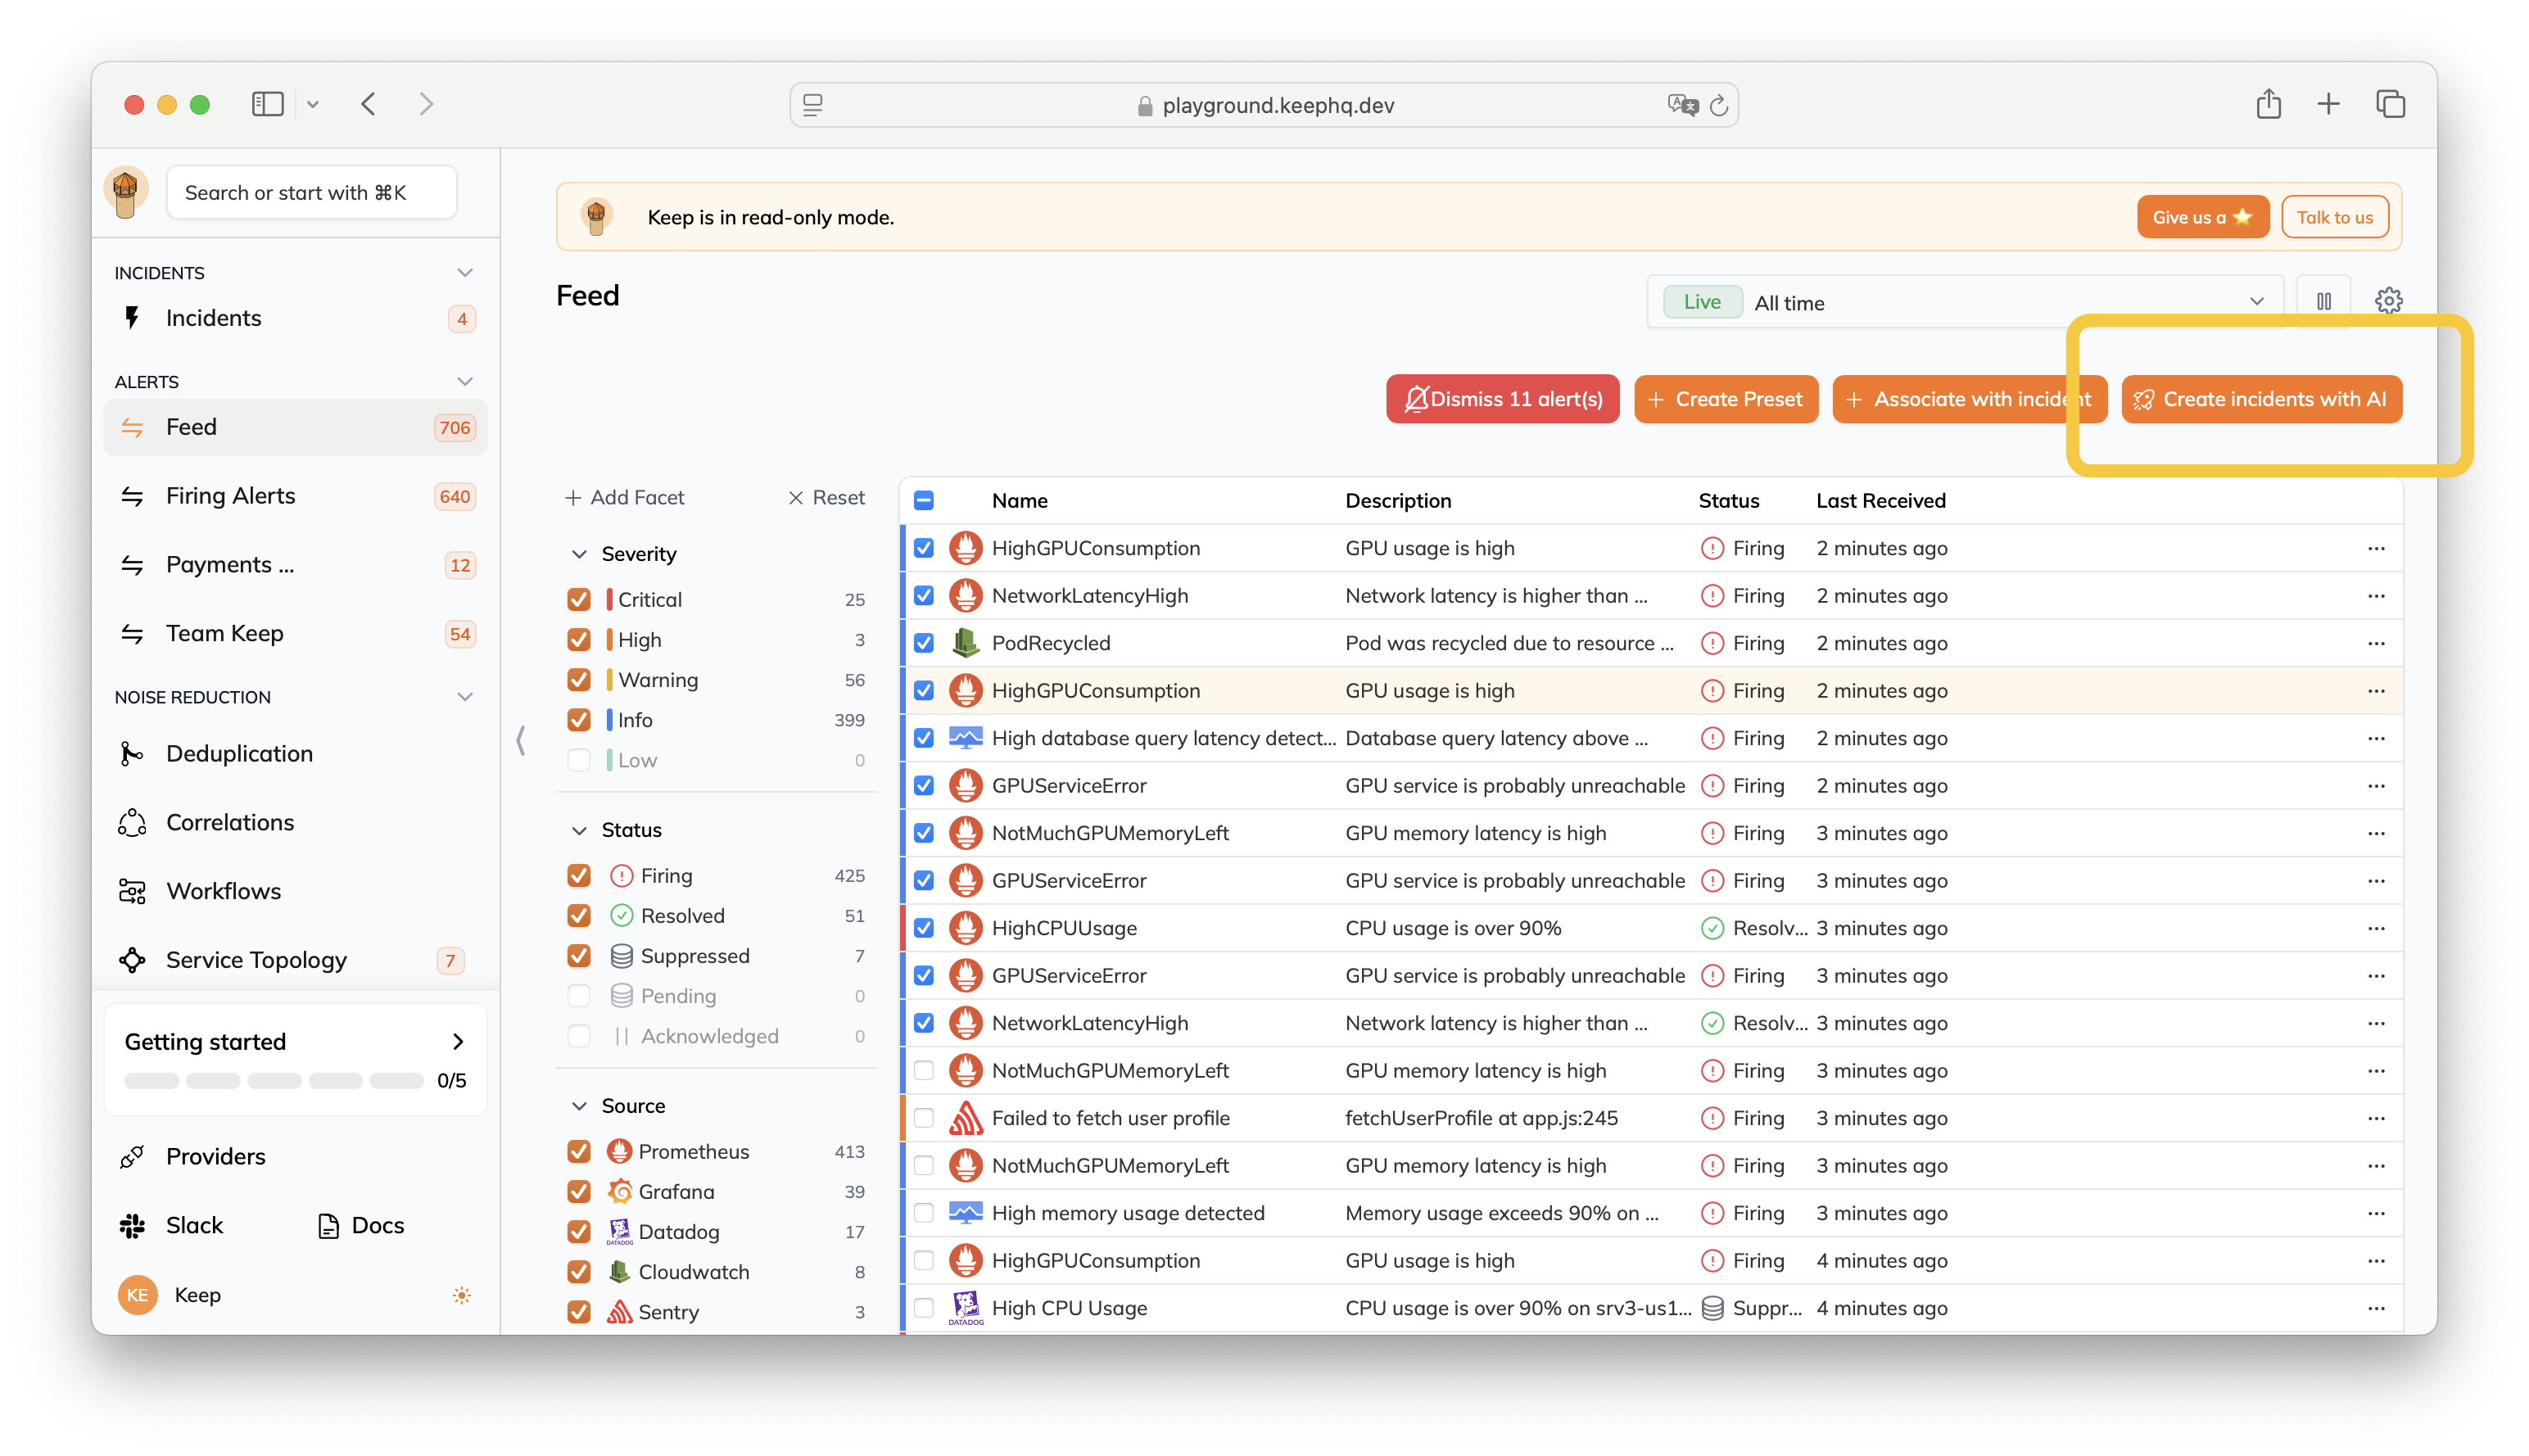 playground.keephq.dev
Search or start with ⌘K
INCIDENTS
Incidents 4
ALERTS
Feed 706
Firing Alerts 640
Payments ... 12
Team Keep 54
NOISE REDUCTION
Deduplication
Correlations
Workflows
Service Topology 7
Getting started
0/5
Providers
Slack Docs
KE Keep
Keep is in read-only mode.
Give us a ⭐ Talk to us
Feed
Live All time
Dismiss 11 alert(s) + Create Preset + Associate with incident Create incidents with AI
+ Add Facet × Reset
Severity
Critical 25
High 3
Warning 56
Info 399
Low 0
Status
Firing 425
Resolved 51
Suppressed 7
Pending 0
Acknowledged 0
Source
Prometheus 413
Grafana 39
DATADOG Datadog 17
Cloudwatch 8
Sentry 3
Name Description Status Last Received
HighGPUConsumption GPU usage is high Firing 2 minutes ago ...
NetworkLatencyHigh Network latency is higher than ... Firing 2 minutes ago ...
PodRecycled Pod was recycled due to resource ... Firing 2 minutes ago ...
HighGPUConsumption GPU usage is high Firing 2 minutes ago ...
High database query latency detect... Database query latency above ... Firing 2 minutes ago ...
GPUServiceError GPU service is probably unreachable Firing 2 minutes ago ...
NotMuchGPUMemoryLeft GPU memory latency is high Firing 3 minutes ago ...
GPUServiceError GPU service is probably unreachable Firing 3 minutes ago ...
HighCPUUsage CPU usage is over 90% Resolv... 3 minutes ago ...
GPUServiceError GPU service is probably unreachable Firing 3 minutes ago ...
NetworkLatencyHigh Network latency is higher than ... Resolv... 3 minutes ago ...
NotMuchGPUMemoryLeft GPU memory latency is high Firing 3 minutes ago ...
Failed to fetch user profile fetchUserProfile at app.js:245 Firing 3 minutes ago ...
NotMuchGPUMemoryLeft GPU memory latency is high Firing 3 minutes ago ...
High memory usage detected Memory usage exceeds 90% on ... Firing 3 minutes ago ...
HighGPUConsumption GPU usage is high Firing 4 minutes ago ...
DATADOG High CPU Usage CPU usage is over 90% on srv3-us1... Suppr... 4 minutes ago ...